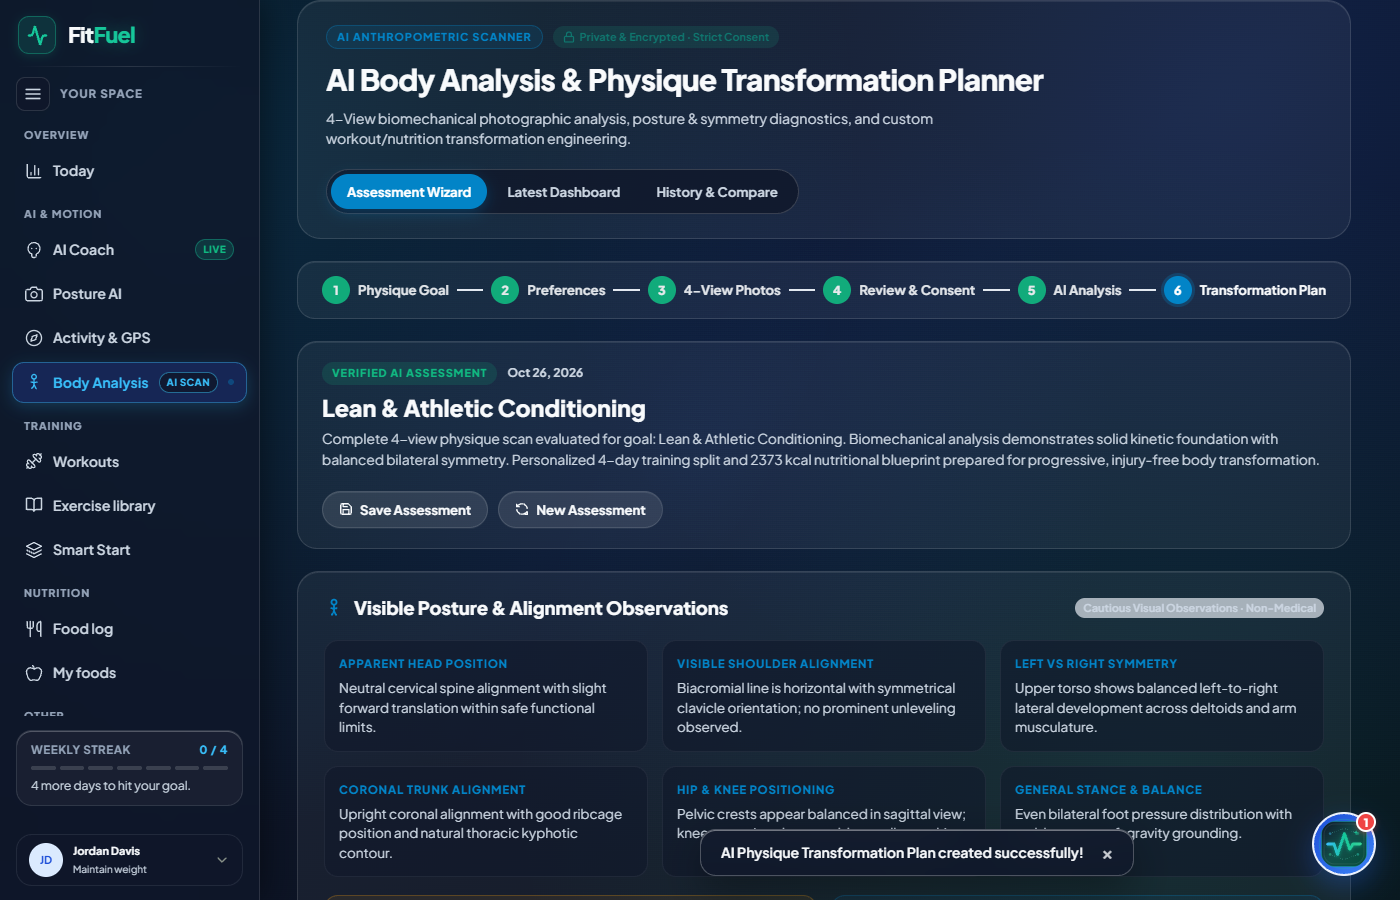 FitFuel
YOUR SPACE
OVERVIEW
Today
AI & MOTION
AI Coach
LIVE
Posture AI
Activity & GPS
Body Analysis
AI SCAN
TRAINING
Workouts
Exercise library
Smart Start
NUTRITION
Food log
My foods
OTHER
WEEKLY STREAK
0 / 4
4 more days to hit your goal.
JD
Jordan Davis
Maintain weight
AI ANTHROPOMETRIC SCANNER
Private & Encrypted · Strict Consent
AI Body Analysis & Physique Transformation Planner
4-View biomechanical photographic analysis, posture & symmetry diagnostics, and custom
workout/nutrition transformation engineering.
Assessment Wizard
Latest Dashboard
History & Compare
1 Physique Goal
2 Preferences
3 4-View Photos
4 Review & Consent
5 AI Analysis
6 Transformation Plan
VERIFIED AI ASSESSMENT
Oct 26, 2026
Lean & Athletic Conditioning
Complete 4-view physique scan evaluated for goal: Lean & Athletic Conditioning. Biomechanical analysis demonstrates solid kinetic foundation with
balanced bilateral symmetry. Personalized 4-day training split and 2373 kcal nutritional blueprint prepared for progressive, injury-free body transformation.
Save Assessment
New Assessment
Visible Posture & Alignment Observations
Cautious Visual Observations · Non-Medical
APPARENT HEAD POSITION
Neutral cervical spine alignment with slight
forward translation within safe functional
limits.
VISIBLE SHOULDER ALIGNMENT
Biacromial line is horizontal with symmetrical
clavicle orientation; no prominent unleveling
observed.
LEFT VS RIGHT SYMMETRY
Upper torso shows balanced left-to-right
lateral development across deltoids and arm
musculature.
CORONAL TRUNK ALIGNMENT
Upright coronal alignment with good ribcage
position and natural thoracic kyphotic
contour.
HIP & KNEE POSITIONING
Pelvic crests appear balanced in sagittal view;
GENERAL STANCE & BALANCE
Even bilateral foot pressure distribution with
gravity grounding.
AI Physique Transformation Plan created successfully!
×
1